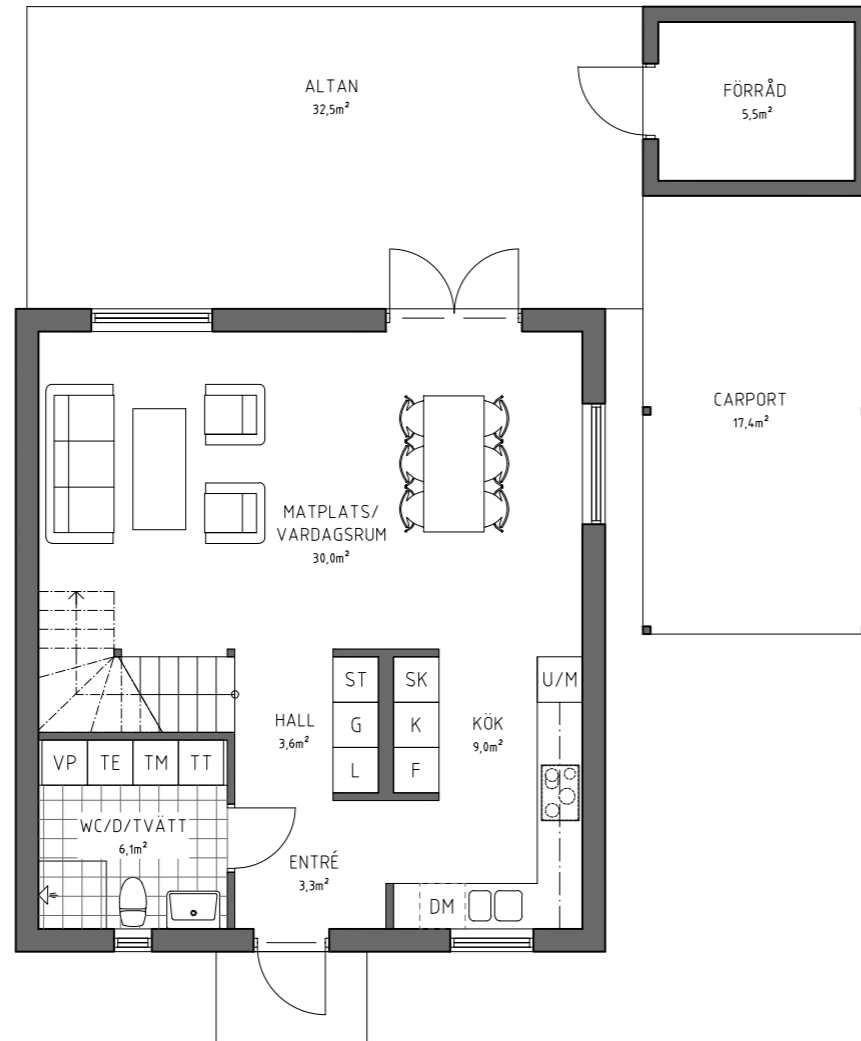 ALTAN
32,5m²
FÖRRÅD
5,5m²
CARPORT
17,4m²
MATPLATS/
VARDAGSRUM
30,0m²
ST
SK
U/M
HALL
3,6m²
G
K
KÖK
9,0m²
VP
TE
TM
TT
L
F
WC/D/TVÄTT
6,1m²
ENTRÉ
3,3m²
DM